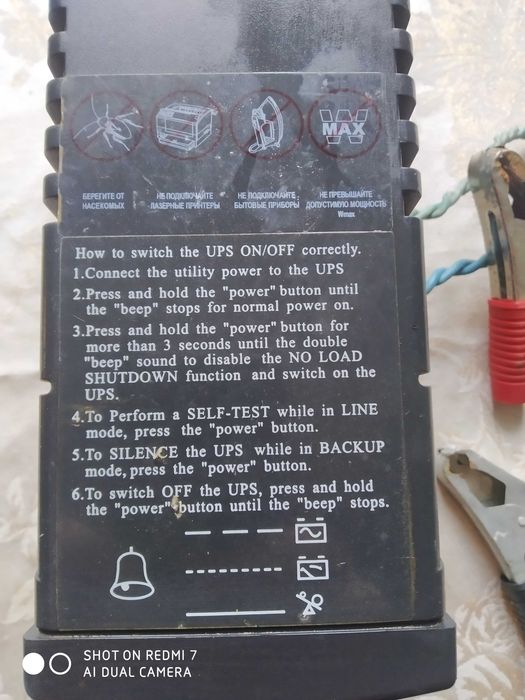 W
MAX
БЕРЕГИТЕ ОТ
НАСЕКОМЫХ
НЕ ПОДКЛЮЧАЙТЕ
ЛАЗЕРНЫЕ ПРИНТЕРЫ
НЕ ПОДКЛЮЧАЙТЕ
БЫТОВЫЕ ПРИБОРЫ
НЕ ПРЕВЫШАЙТЕ
ДОПУСТИМУЮ МОЩНОСТЬ
Wmax
How to switch the UPS ON/OFF correctly.
1.Connect the utility power to the UPS
2.Press and hold the "power" button until
the "beep" stops for normal power on.
3.Press and hold the "power" button for
more than 3 seconds until the double
"beep" sound to disable the NO LOAD
SHUTDOWN function and switch on the
UPS.
4.To Perform a SELF-TEST while in LINE
mode, press the "power" button.
5.To SILENCE the UPS while in BACKUP
mode, press the "power" button.
6.To switch OFF the UPS, press and hold
the "power" button until the "beep" stops.
SHOT ON REDMI 7
AI DUAL CAMERA